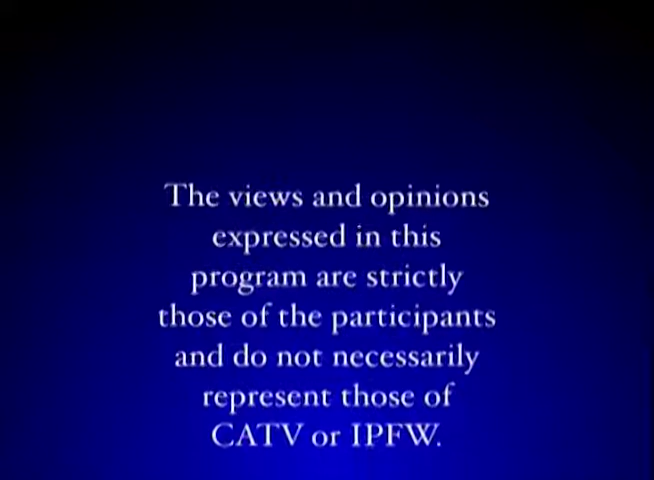 The views and opinions
expressed in this
program are strictly
those of the participants
and do not necessarily
represent those of
CATV or IPFW.